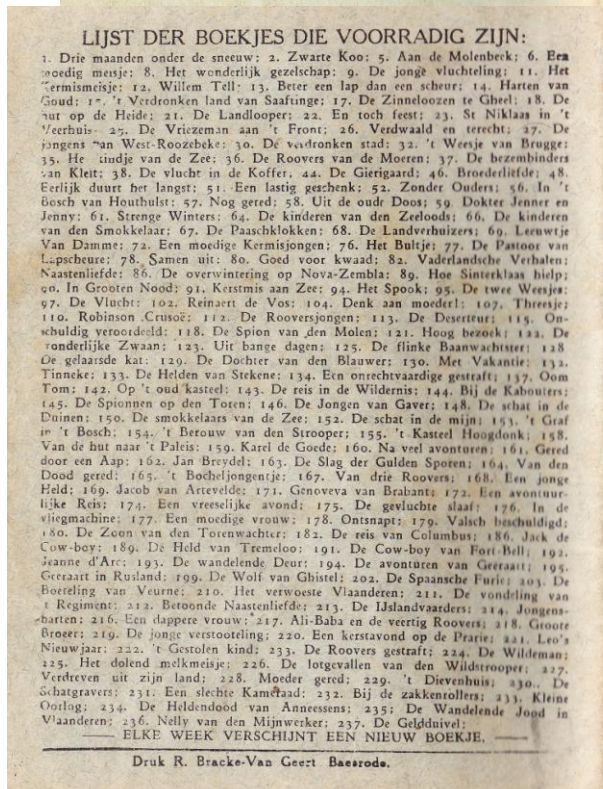 LIJST DER BOEKJES DIE VOORRADIG ZIJN:
1. Drie maanden onder de sneeuw; 2. Zwarte Koo; 5. Aan de Molenbeek; 6. Een
moedig meisje; 8. Het wonderlijk gezelschap; 9. De jonge vluchteling; 11. Het
Kermismeisje; 12. Willem Tell; 13. Beter een lap dan een scheur; 14. Harten van
Goud; 't Verdronken land van Saaftinge; 17. De Zinneloozen te Gheel; 18. De
hut op de Heide; 21. De Landlooper; 22. En toch feest; 23. St Niklaas in 't
Veerhuis; 25. De Vriezeman aan 't Front; 26. Verdwaald en terecht; 27. De
jongens van West-Roozebeke; 30. De verdronken stad; 32. 't Weesje van Brugge;
35. He kindje van de Zee; 36. De Roovers van de Moeren; 37. De bezembinders
van Kleit; 38. De vlucht in de Koffer, 44. De Gierigaard; 46. Broederliefde; 48.
Eerlijk duurt het langst; 51. Een lastig geschenk; 52. Zonder Ouders; 56. In 't
Bosch van Houthulst; 57. Nog gered; 58. Uit de oude Doos; 59. Dokter Jenner en
Jenny; 61. Strenge Winters; 64. De kinderen van den Zeeloods; 66. De kinderen
van den Smokkelaar; 67. De Paaschklokken; 68. De Landverhuizers; 69. Leeuwtje
Van Damme; 72. Een moedige Kermisjongen; 76. Het Bultje; 77. De Pastoor van
Lapscheure; 78. Samen uit; 80. Goed voor kwaad; 82. Vaderlandsche Verhalen;
Naastenliefde; 86. De overwintering op Nova-Zembla; 89. Hoe Sinterklaas hielp;
90. In Grooten Nood; 91. Kerstmis aan Zee; 94. Het Spook; 95. De twee Weesjes;
97. De Vlucht; 102. Reinaert de Vos; 104. Denk aan moeder!; 107. Threesje;
110. Robinson Crusoë; 112. De Rooversjongen; 113. De Deserteur; 115. On-
schuldig veroordeeld; 118. De Spion van den Molen; 121. Hoog bezoek; 122. De
wonderlijke Zwaan; 123. Uit bange dagen; 125. De flinke Baanwachtster; 128
De gelaarsde kat; 129. De Dochter van den Blauwer; 130. Met Vakantie; 132.
Tinneke; 133. De Helden van Stekene; 134. Een onrechtvaardige gestraft; 137. Oom
Tom; 142. Op 't oud kasteel; 143. De reis in de Wildernis; 144. Bij de Kabouters;
145. De Spionnen op den Toren; 146. De Jongen van Gaver; 148. De schat in de
Duinen; 150. De smokkelaars van de Zee; 152. De schat in de mijn; 153. 't Graf
in 't Bosch; 154. 't Berouw van den Strooper; 155. 't Kasteel Hoogdonk; 158.
Van de hut naar 't Paleis; 159. Karel de Goede; 160. Na veel avonturen; 161. Gered
door een Aap; 162. Jan Breydel; 163. De Slag der Gulden Sporen; 164. Van den
Dood gered; 165. 't Bocheljongentje; 167. Van drie Roovers; 168. Een jonge
Held; 169. Jacob van Artevelde; 171. Genoveva van Brabant; 172. Een avontuur-
lijke Reis; 174. Een vreeselijke avond; 175. De gevluchte slaaf; 176. In de
vliegmachine; 177. Een moedige vrouw; 178. Ontsnapt; 179. Valsch beschuldigd;
180. De Zoon van den Torenwachter; 182. De reis van Columbus; 186. Jack de
Cow-boy; 189. De Held van Tremeloo; 191. De Cow-boy van Fort-Bell; 192.
Jeanne d'Arc; 193. De wandelende Deur; 194. De avonturen van Geeraart; 195.
Geeraart in Rusland; 199. De Wolf van Ghistel; 202. De Spaansche Furie; 203. De
Boeteling van Veurne; 210. Het verwoeste Vlaanderen; 211. De vondeling van
't Regiment; 212. Betoonde Naastenliefde; 213. De IJslandvaarders; 214. Jongens-
harten; 216. Een dappere vrouw; 217. Ali-Baba en de veertig Roovers; 218. Groote
Broeer; 219. De jonge verstooteling; 220. Een kerstavond op de Prarie; 221. Leo's
Nieuwjaar; 222. 't Gestolen kind; 223. De Roovers gestraft; 224. De Wildeman;
225. Het dolend melkmeisje; 226. De lotgevallen van den Wildstrooper; 227.
Verdreven uit zijn land; 228. Moeder gered; 229. 't Dievenhuis; 230.. De
Schatgravers; 231. Een slechte Kameraad; 232. Bij de zakkenrollers; 233. Kleine
Oorlog; 234. De Heldendood van Anneessens; 235; De Wandelende Jood in
Vlaanderen; 236. Nelly van den Mijnwerker; 237. De Geldduivel;
— ELKE WEEK VERSCHIJNT EEN NIEUW BOEKJE. —
Druk R. Bracke-Van Geert Baesrode.